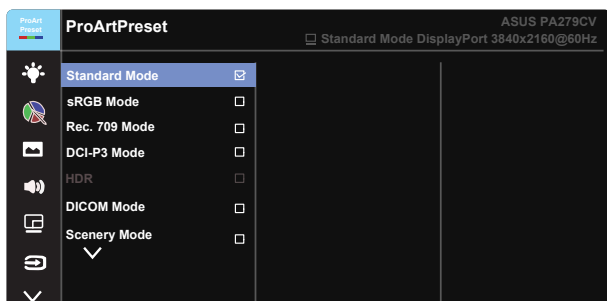 ProArt
Preset
ProArtPreset
ASUS PA279CV
Standard Mode DisplayPort 3840x2160@60Hz
Standard Mode
sRGB Mode
Rec. 709 Mode
DCI-P3 Mode
HDR
DICOM Mode
Scenery Mode